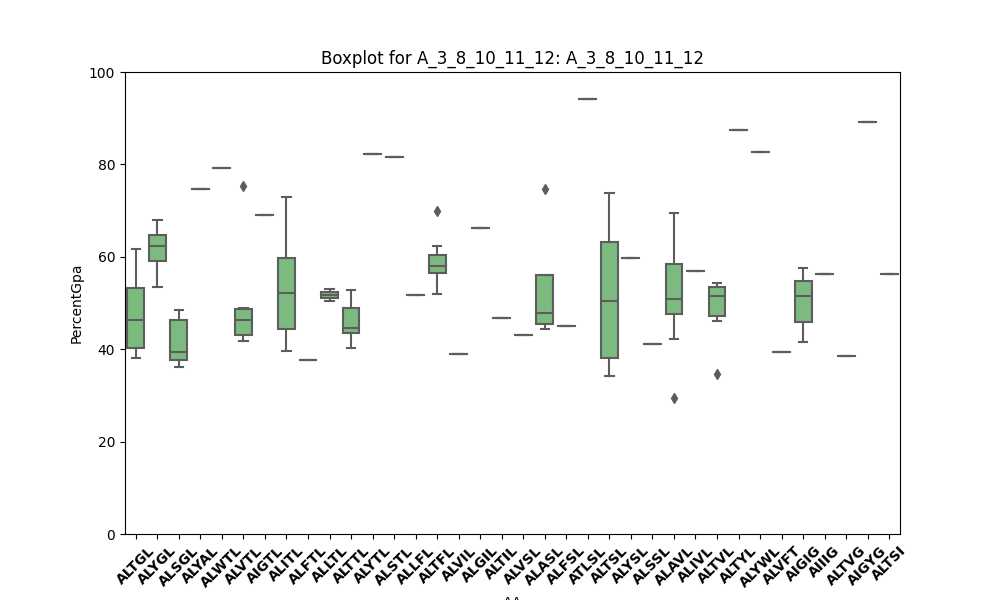 Boxplot for A_3_8_10_11_12: A_3_8_10_11_12
100
80
60
40
20
0
PercentGpa
ALTGL
ALYGL
ALSGL
ALYAL
ALWTL
ALVTL
AIGTL
ALITL
ALFTL
ALLTL
ALTTL
ALYTL
ALSTL
ALLFL
ALTFL
ALVIL
ALGIL
ALTIL
ALVSL
ALASL
ALFSL
ATLSL
ALTSL
ALYSL
ALSSL
ALAVL
ALIVL
ALTVL
ALTYL
ALYWL
ALVFT
AIGIG
AIIIG
ALTVG
AIGYG
ALTSI